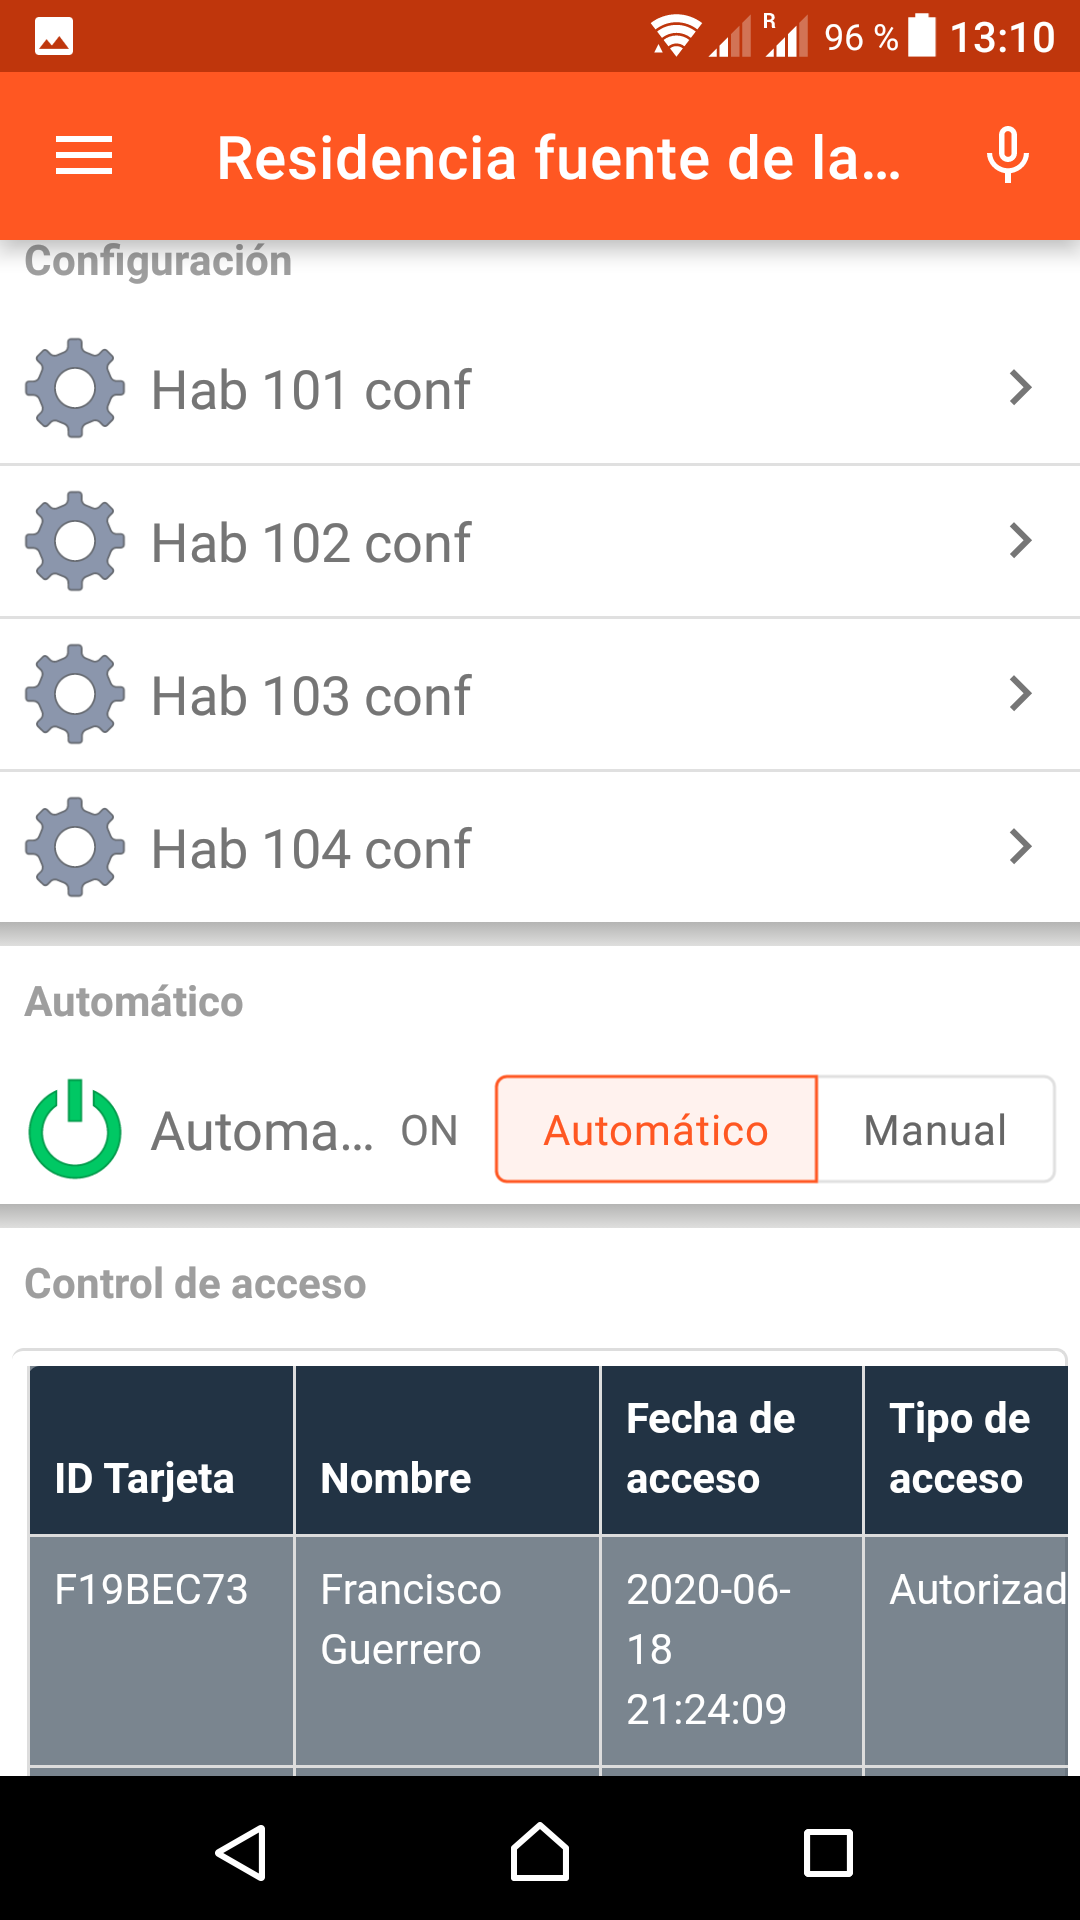 R 96 % 13:10
Residencia fuente de la...
Configuración
Hab 101 conf
Hab 102 conf
Hab 103 conf
Hab 104 conf
Automático
Automa... ON Automático Manual
Control de acceso
ID Tarjeta Nombre Fecha de acceso Tipo de acceso
F19BEC73 Francisco Guerrero 2020-06-18 21:24:09 Autorizad